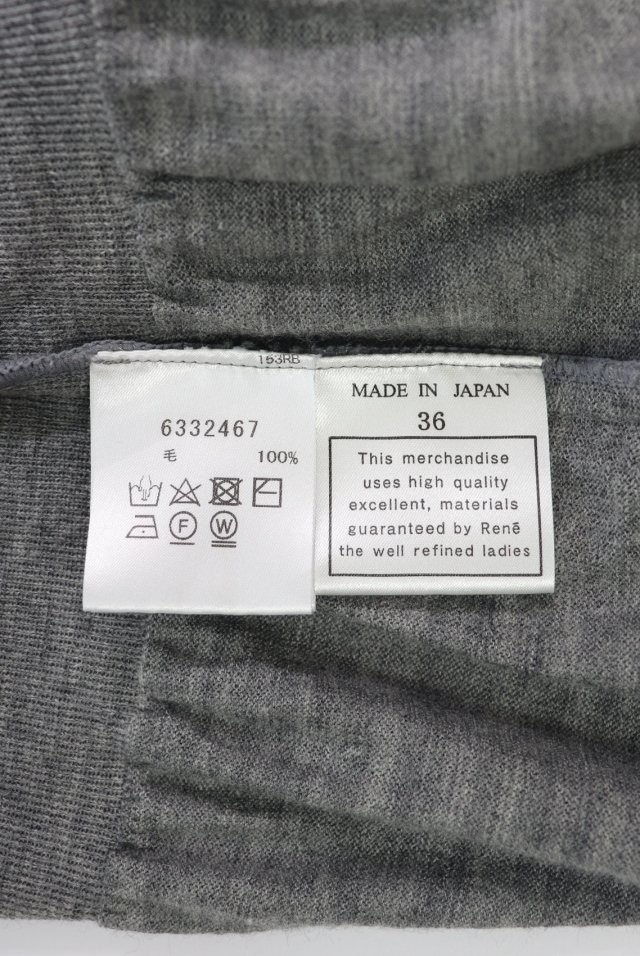 153RB
6332467
毛 100%
F W
MADE IN JAPAN
36
This merchandise
uses high quality
excellent, materials
guaranteed by René
the well refined ladies